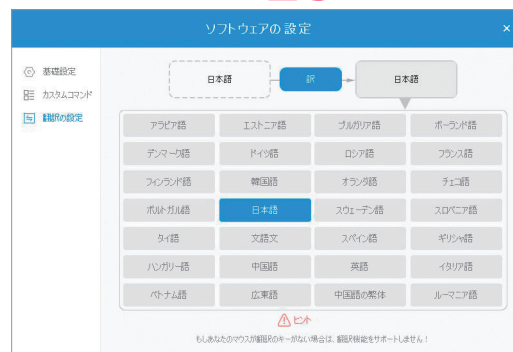 ソフトウェアの設定
×
基礎設定
カスタムコマンド
翻訳の設定
日本語 訳 日本語
アラビア語 エストニア語 ブルガリア語 ポーランド語
デンマーク語 ドイツ語 ロシア語 フランス語
フィンランド語 韓国語 オランダ語 チェコ語
ポルトガル語 日本語 スウェーデン語 スロベニア語
タイ語 文語文 スペイン語 ギリシャ語
ハンガリー語 中国語 英語 イタリア語
ベトナム語 広東語 中国語の繁体 ルーマニア語
ヒント
もしあなたのマウスが翻訳のキーがない場合は、翻訳機能をサポートしません！